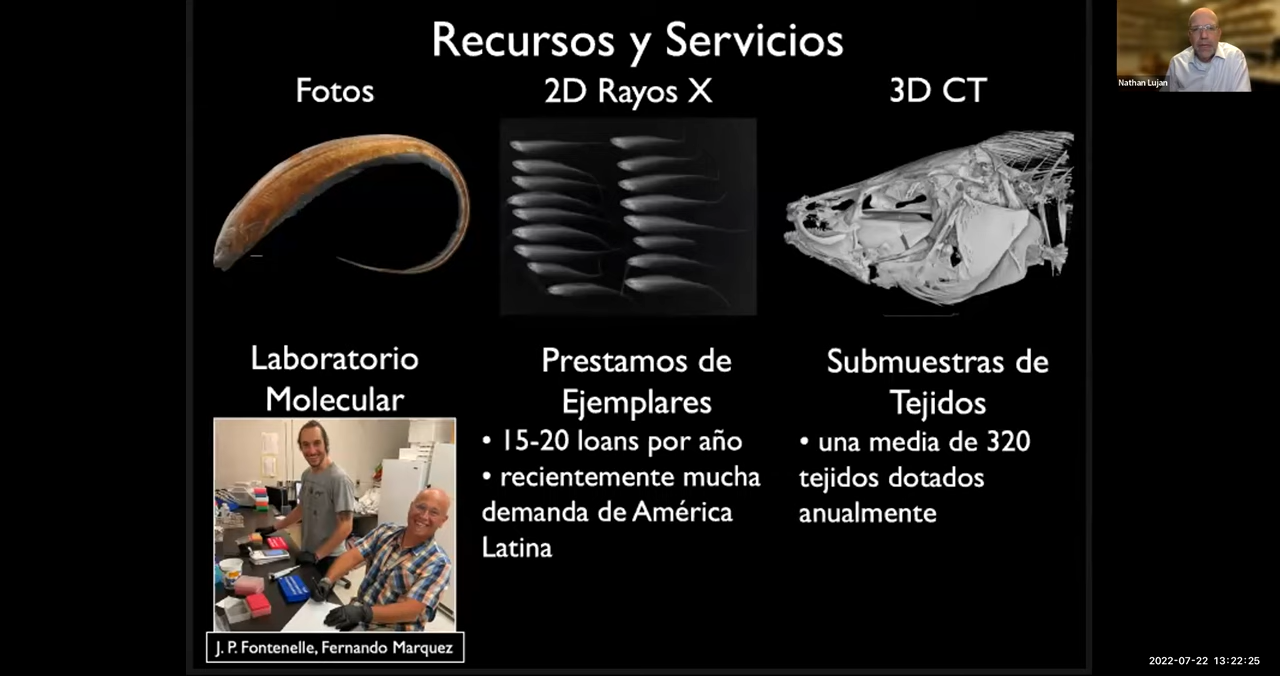 Recursos y Servicios
Fotos
2D Rayos X
3D CT
Laboratorio
Molecular
J. P. Fontenelle, Fernando Marquez
Prestamos de
Ejemplares
• 15-20 loans por año
• recientemente mucha
demanda de América
Latina
Submuestras de
Tejidos
• una media de 320
tejidos dotados
anualmente
Nathan Lujan
2022-07-22 13:22:25